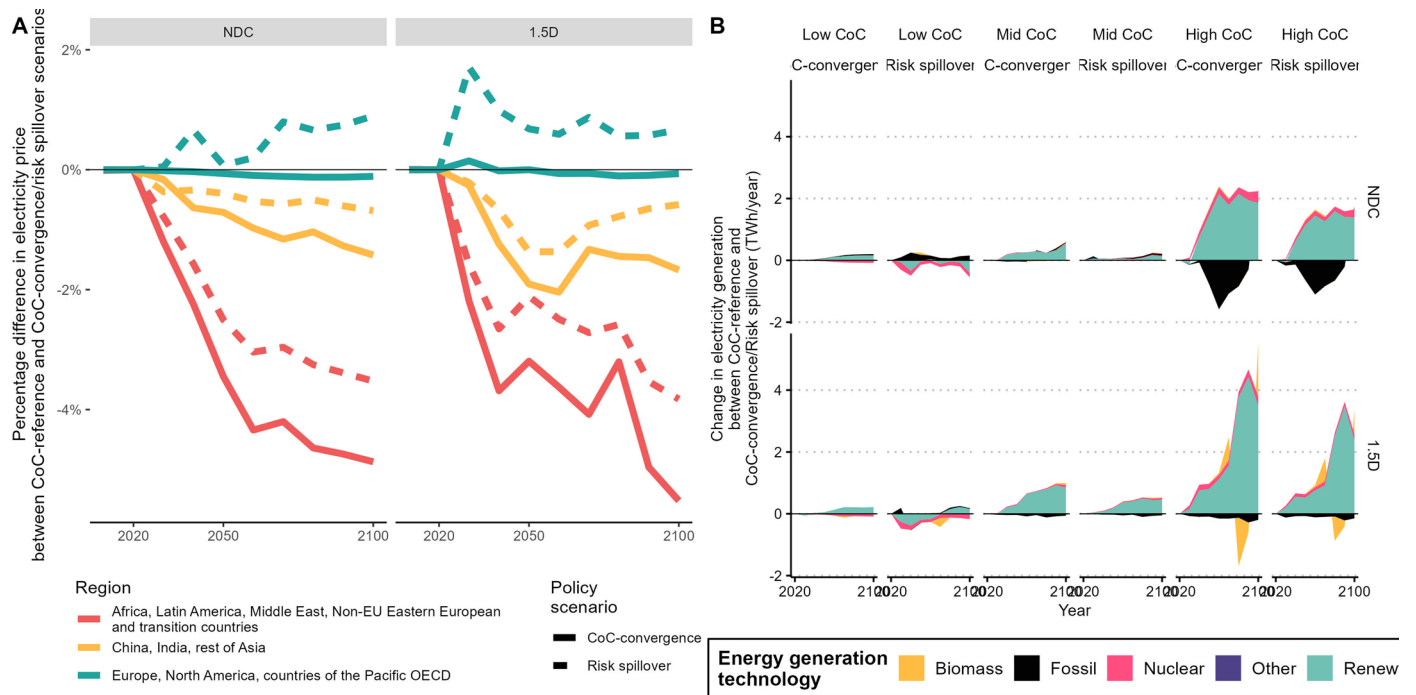 A
NDC
1.5D
Percentage difference in electricity price
between CoC-reference and CoC-convergence/risk spillover scenarios
2%
0%
-2%
-4%
2020
2050
2100
2020
2050
2100
Region
Africa, Latin America, Middle East, Non-EU Eastern European
and transition countries
China, India, rest of Asia
Europe, North America, countries of the Pacific OECD
Policy
scenario
CoC-convergence
Risk spillover
B
Low CoC
Low CoC
Mid CoC
Mid CoC
High CoC
High CoC
C-convergen
Risk spillover
C-convergen
Risk spillover
C-convergen
Risk spillover
Change in electricity generation
between CoC-reference and
CoC-convergence/Risk spillover (TWh/year)
4
2
0
-2
NDC
4
2
0
-2
1.5D
2020
2100
2020
2100
2020
2100
2020
2100
2020
2100
2020
2100
Year
Energy generation
technology
Biomass
Fossil
Nuclear
Other
Renew